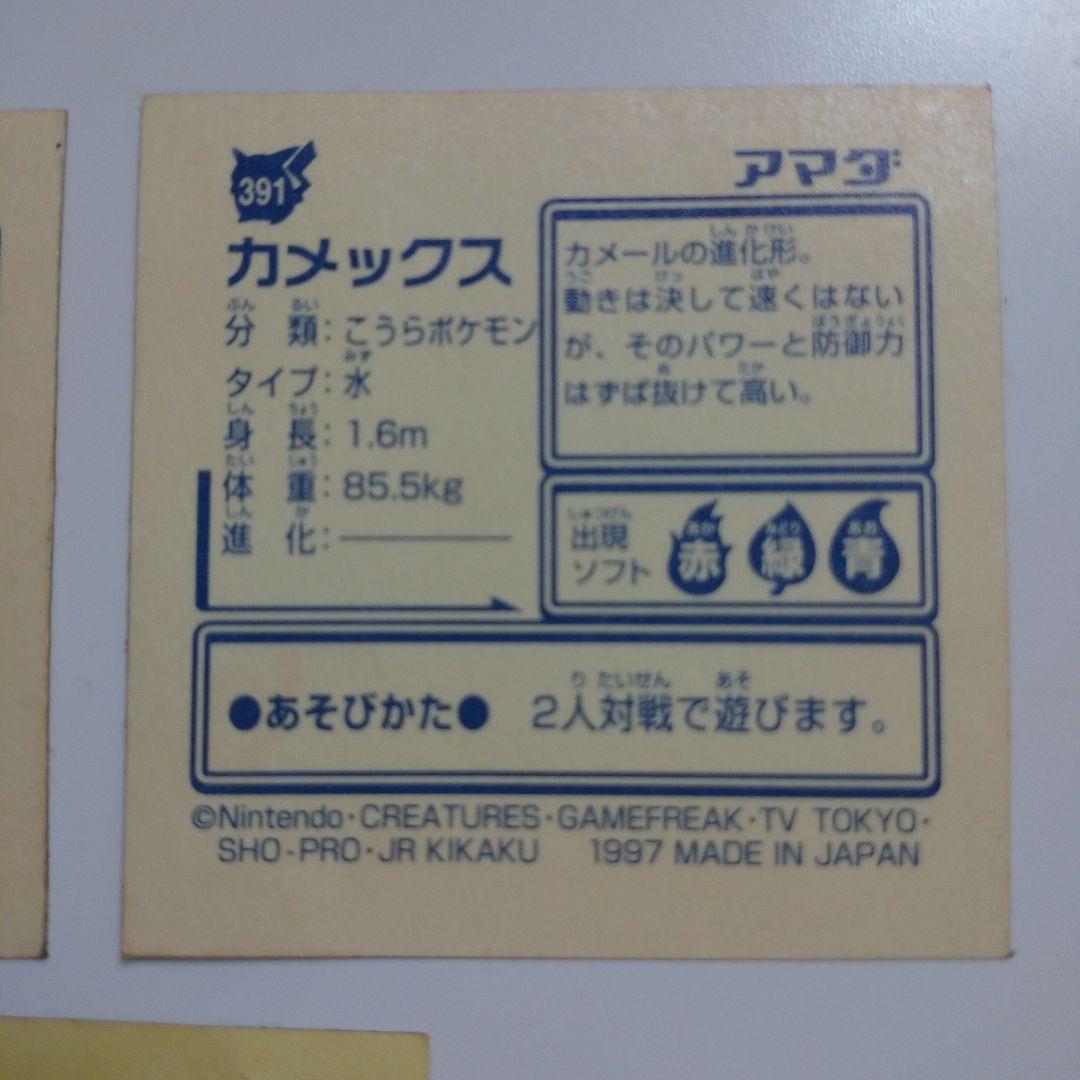 391
アマダ
カメックス
分類：こうらポケモン
タイプ：水
身長：1.6m
体重：85.5kg
進化：―――――
カメールの進化形。
動きは決して速くはない
が、そのパワーと防御力
はずば抜けて高い。
出現
ソフト
赤 緑 青
●あそびかた● 2人対戦で遊びます。
©Nintendo・CREATURES・GAMEFREAK・TV TOKYO・
SHO-PRO・JR KIKAKU 1997 MADE IN JAPAN